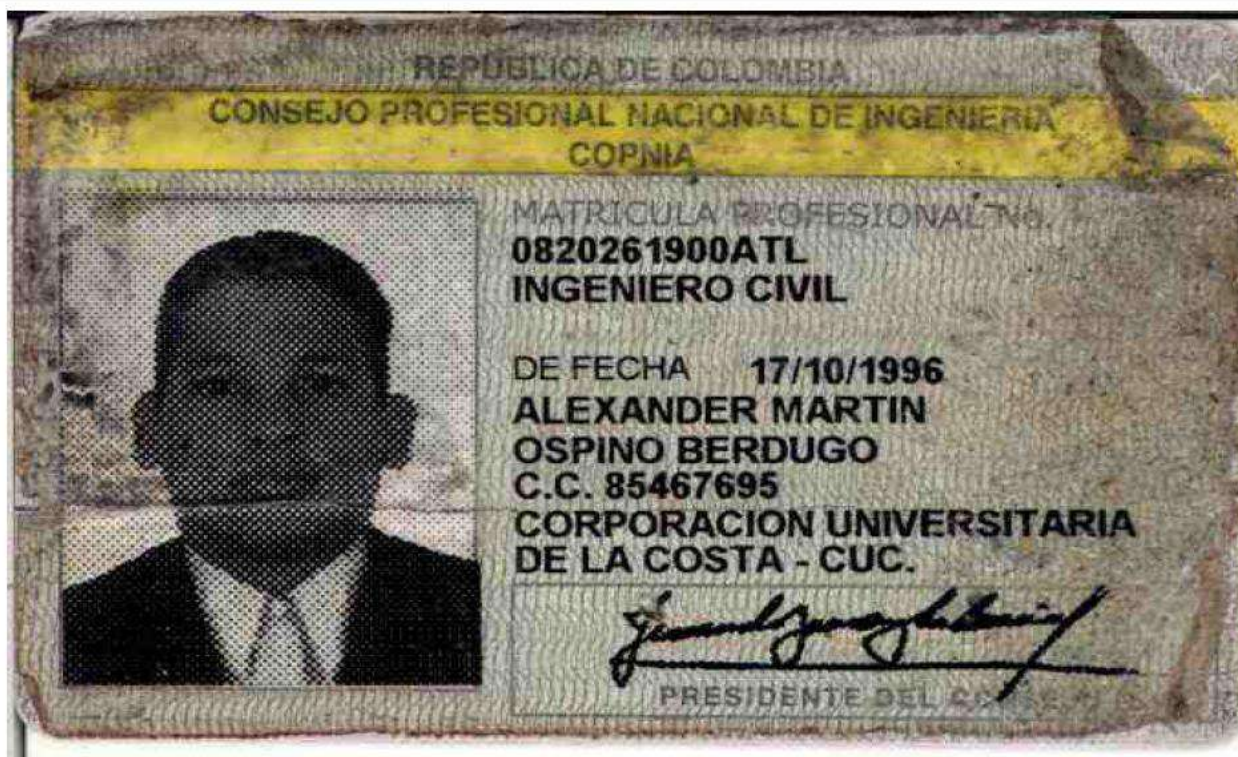 REPUBLICA DE COLOMBIA
CONSEJO PROFESIONAL NACIONAL DE INGENIERIA
COPNIA
MATRICULA PROFESIONAL No.
0820261900ATL
INGENIERO CIVIL
DE FECHA 17/10/1996
ALEXANDER MARTIN
OSPINO BERDUGO
C.C. 85467695
CORPORACION UNIVERSITARIA
DE LA COSTA - CUC.
PRESIDENTE DEL